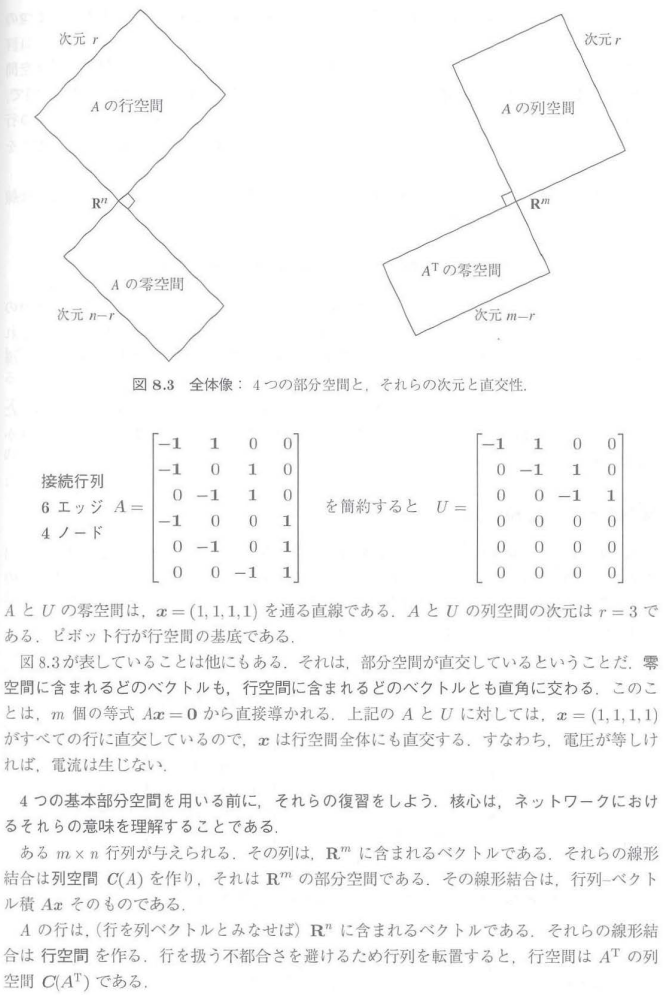 次元 r
A の行空間
Rⁿ
A の零空間
次元 n−r
次元 r
A の列空間
Rᵐ
Aᵀ の零空間
次元 m−r
図 8.3 全体像： 4つの部分空間と，それらの次元と直交性．
接続行列
6 エッジ A =
4 ノード
−1 1 0 0
−1 0 1 0
0 −1 1 0
−1 0 0 1
0 −1 0 1
0 0 −1 1
を簡約すると U =
−1 1 0 0
0 −1 1 0
0 0 −1 1
0 0 0 0
0 0 0 0
0 0 0 0
A と U の零空間は，x = (1,1,1,1) を通る直線である．A と U の列空間の次元は r = 3 で
ある．ピボット行が行空間の基底である．
図8.3が表していることは他にもある．それは，部分空間が直交しているということだ．零
空間に含まれるどのベクトルも，行空間に含まれるどのベクトルとも直角に交わる．このこ
とは，m 個の等式 Ax = 0 から直接導かれる．上記の A と U に対しては，x = (1,1,1,1)
がすべての行に直交しているので，x は行空間全体にも直交する．すなわち，電圧が等しけ
れば，電流は生じない．
4 つの基本部分空間を用いる前に，それらの復習をしよう．核心は，ネットワークにおけ
るそれらの意味を理解することである．
ある m × n 行列が与えられる．その列は，Rᵐ に含まれるベクトルである．それらの線形
結合は列空間 C(A) を作り，それは Rᵐ の部分空間である．その線形結合は，行列−ベクト
ル積 Ax そのものである．
A の行は，（行を列ベクトルとみなせば）Rⁿ に含まれるベクトルである．それらの線形結
合は 行空間 を作る．行を扱う不都合さを避けるため行列を転置すると，行空間は Aᵀ の列
空間 C(Aᵀ) である．